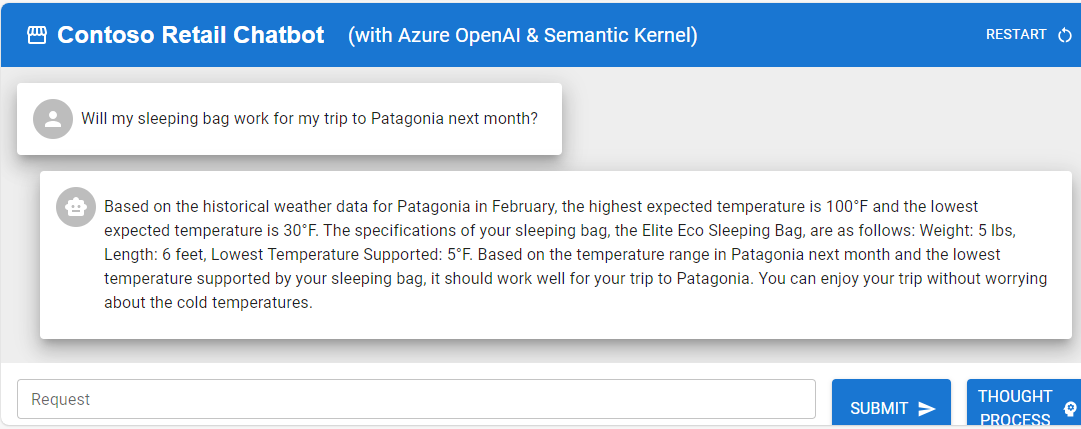 Contoso Retail Chatbot (with Azure OpenAI & Semantic Kernel) RESTART
Will my sleeping bag work for my trip to Patagonia next month?
Based on the historical weather data for Patagonia in February, the highest expected temperature is 100°F and the lowest
expected temperature is 30°F. The specifications of your sleeping bag, the Elite Eco Sleeping Bag, are as follows: Weight: 5 lbs,
Length: 6 feet, Lowest Temperature Supported: 5°F. Based on the temperature range in Patagonia next month and the lowest
temperature supported by your sleeping bag, it should work well for your trip to Patagonia. You can enjoy your trip without worrying
about the cold temperatures.
Request
SUBMIT
THOUGHT
PROCESS